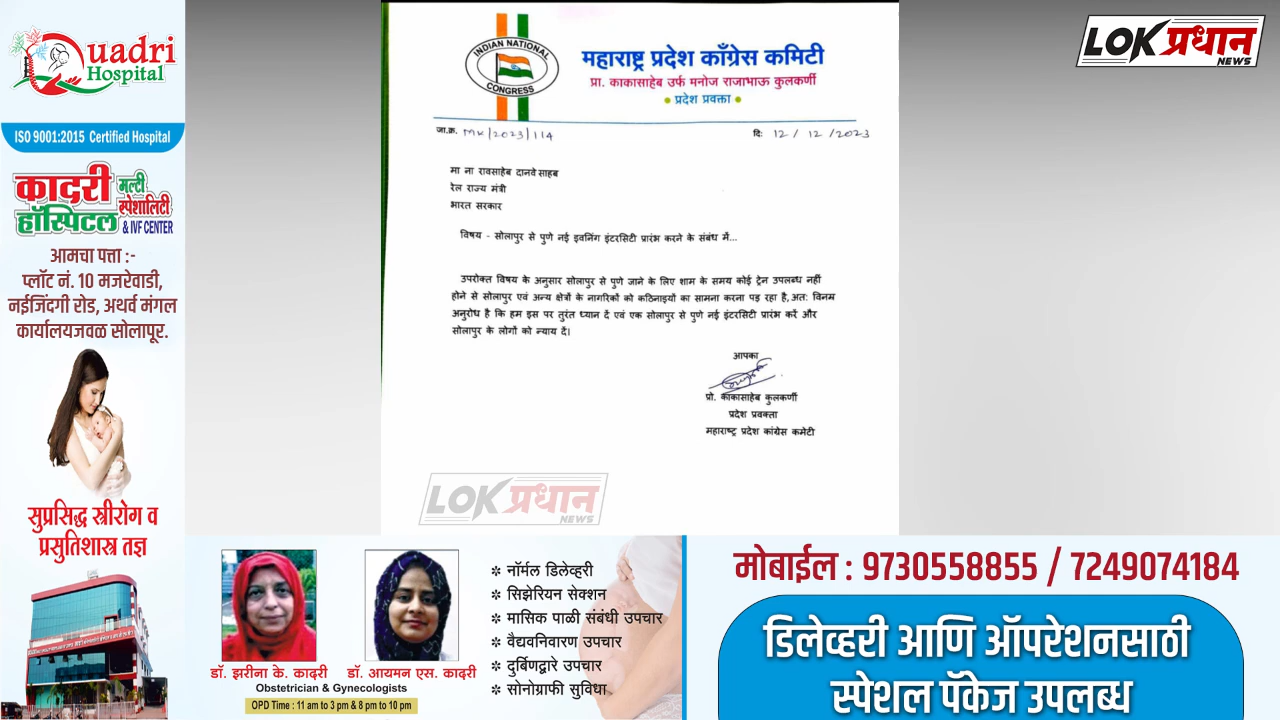 Quadri
Hospital
ISO 9001:2015 Certified Hospital
कादरी मल्टी
हॉस्पिटल स्पेशालिटी
& IVF CENTER
आमचा पत्ता :-
प्लॉट नं. 10 मजरेवाडी,
नईजिंदगी रोड, अथर्व मंगल
कार्यालयजवळ सोलापूर.
सुप्रसिद्ध स्त्रीरोग व
प्रसुतिशास्त्र तज्ञ
INDIAN NATIONAL
CONGRESS
महाराष्ट्र प्रदेश काँग्रेस कमिटी
प्रा. काकासाहेब उर्फ मनोज राजाभाऊ कुलकर्णी
• प्रदेश प्रवक्ता •
जा.क्र. MK/2023/114
दि: 12 / 12 /2023
मा ना रावसाहेब दानवे साहब
रेल राज्य मंत्री
भारत सरकार
विषय - सोलापुर से पुणे नई इवनिंग इंटरसिटी प्रारंभ करने के संबंध में...
उपरोक्त विषय के अनुसार सोलापुर से पुणे जाने के लिए शाम के समय कोई ट्रेन उपलब्ध नहीं
होने से सोलापुर एवं अन्य क्षेत्रों के नागरिकों को कठिनाइयों का सामना करना पड़ रहा है, अतः विनम्र
अनुरोध है कि हम इस पर तुरंत ध्यान दें एवं एक सोलापुर से पुणे नई इंटरसिटी प्रारंभ करें और
सोलापुर के लोगों को न्याय दें।
आपका
प्रो. काकासाहेब कुलकर्णी
प्रदेश प्रवक्ता
महाराष्ट्र प्रदेश कांग्रेस कमेटी
LOK प्रधान
NEWS
LOK प्रधान
NEWS
डॉ. झरीना के. कादरी
डॉ. आयमन एस. कादरी
Obstetrician & Gynecologists
OPD Time : 11 am to 3 pm & 8 pm to 10 pm
✲ नॉर्मल डिलेव्हरी
✲ सिझेरियन सेक्शन
✲ मासिक पाळी संबंधी उपचार
✲ वैद्यवनिवारण उपचार
✲ दुर्बिणद्वारे उपचार
✲ सोनोग्राफी सुविधा
मोबाईल : 9730558855 / 7249074184
डिलेव्हरी आणि ऑपरेशनसाठी
स्पेशल पॅकेज उपलब्ध